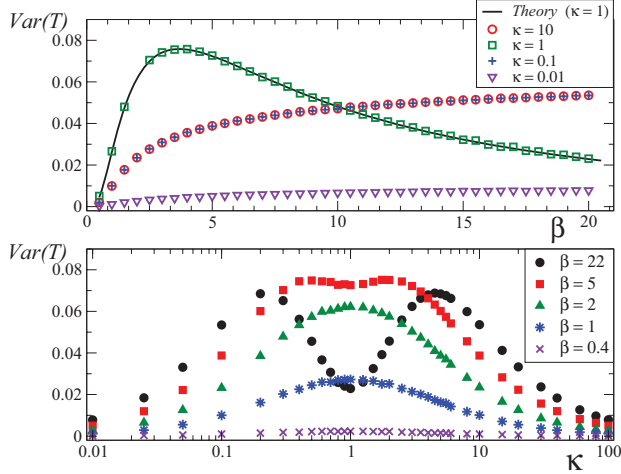 Var(T)
0.08
0.06
0.04
0.02
0
Theory (κ = 1)
κ = 10
κ = 1
κ = 0.1
κ = 0.01
0 5 10 15 20
β
Var(T)
0.08
0.06
0.04
0.02
0
β = 22
β = 5
β = 2
β = 1
β = 0.4
0.01 0.1 1 10 100
κ